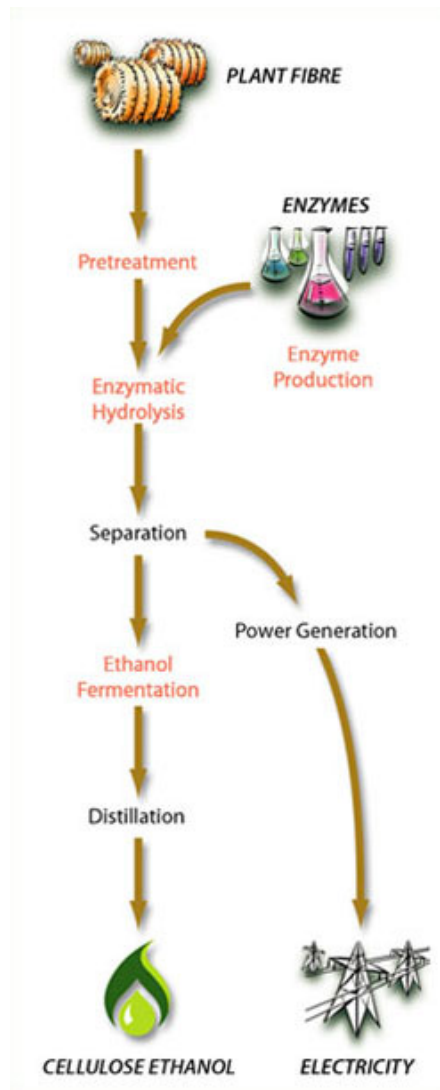 PLANT FIBRE
ENZYMES
Pretreatment
Enzyme
Production
Enzymatic
Hydrolysis
Separation
Power Generation
Ethanol
Fermentation
Distillation
CELLULOSE ETHANOL
ELECTRICITY